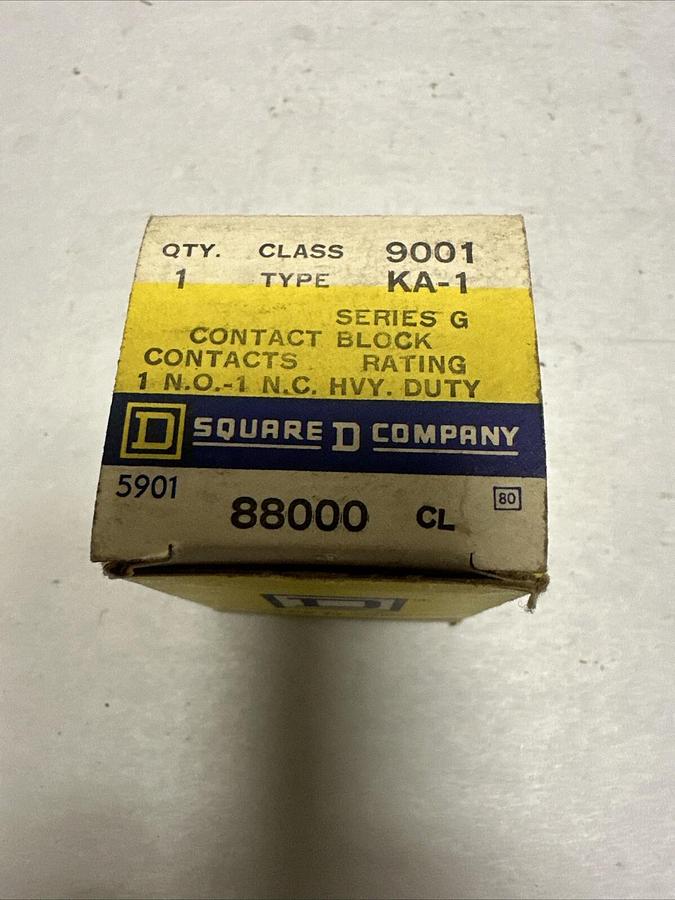 QTY. CLASS 9001
1 TYPE KA-1
SERIES G
CONTACT BLOCK
CONTACTS RATING
1 N.O.-1 N.C. HVY. DUTY
D SQUARE D COMPANY
5901
88000 CL 80